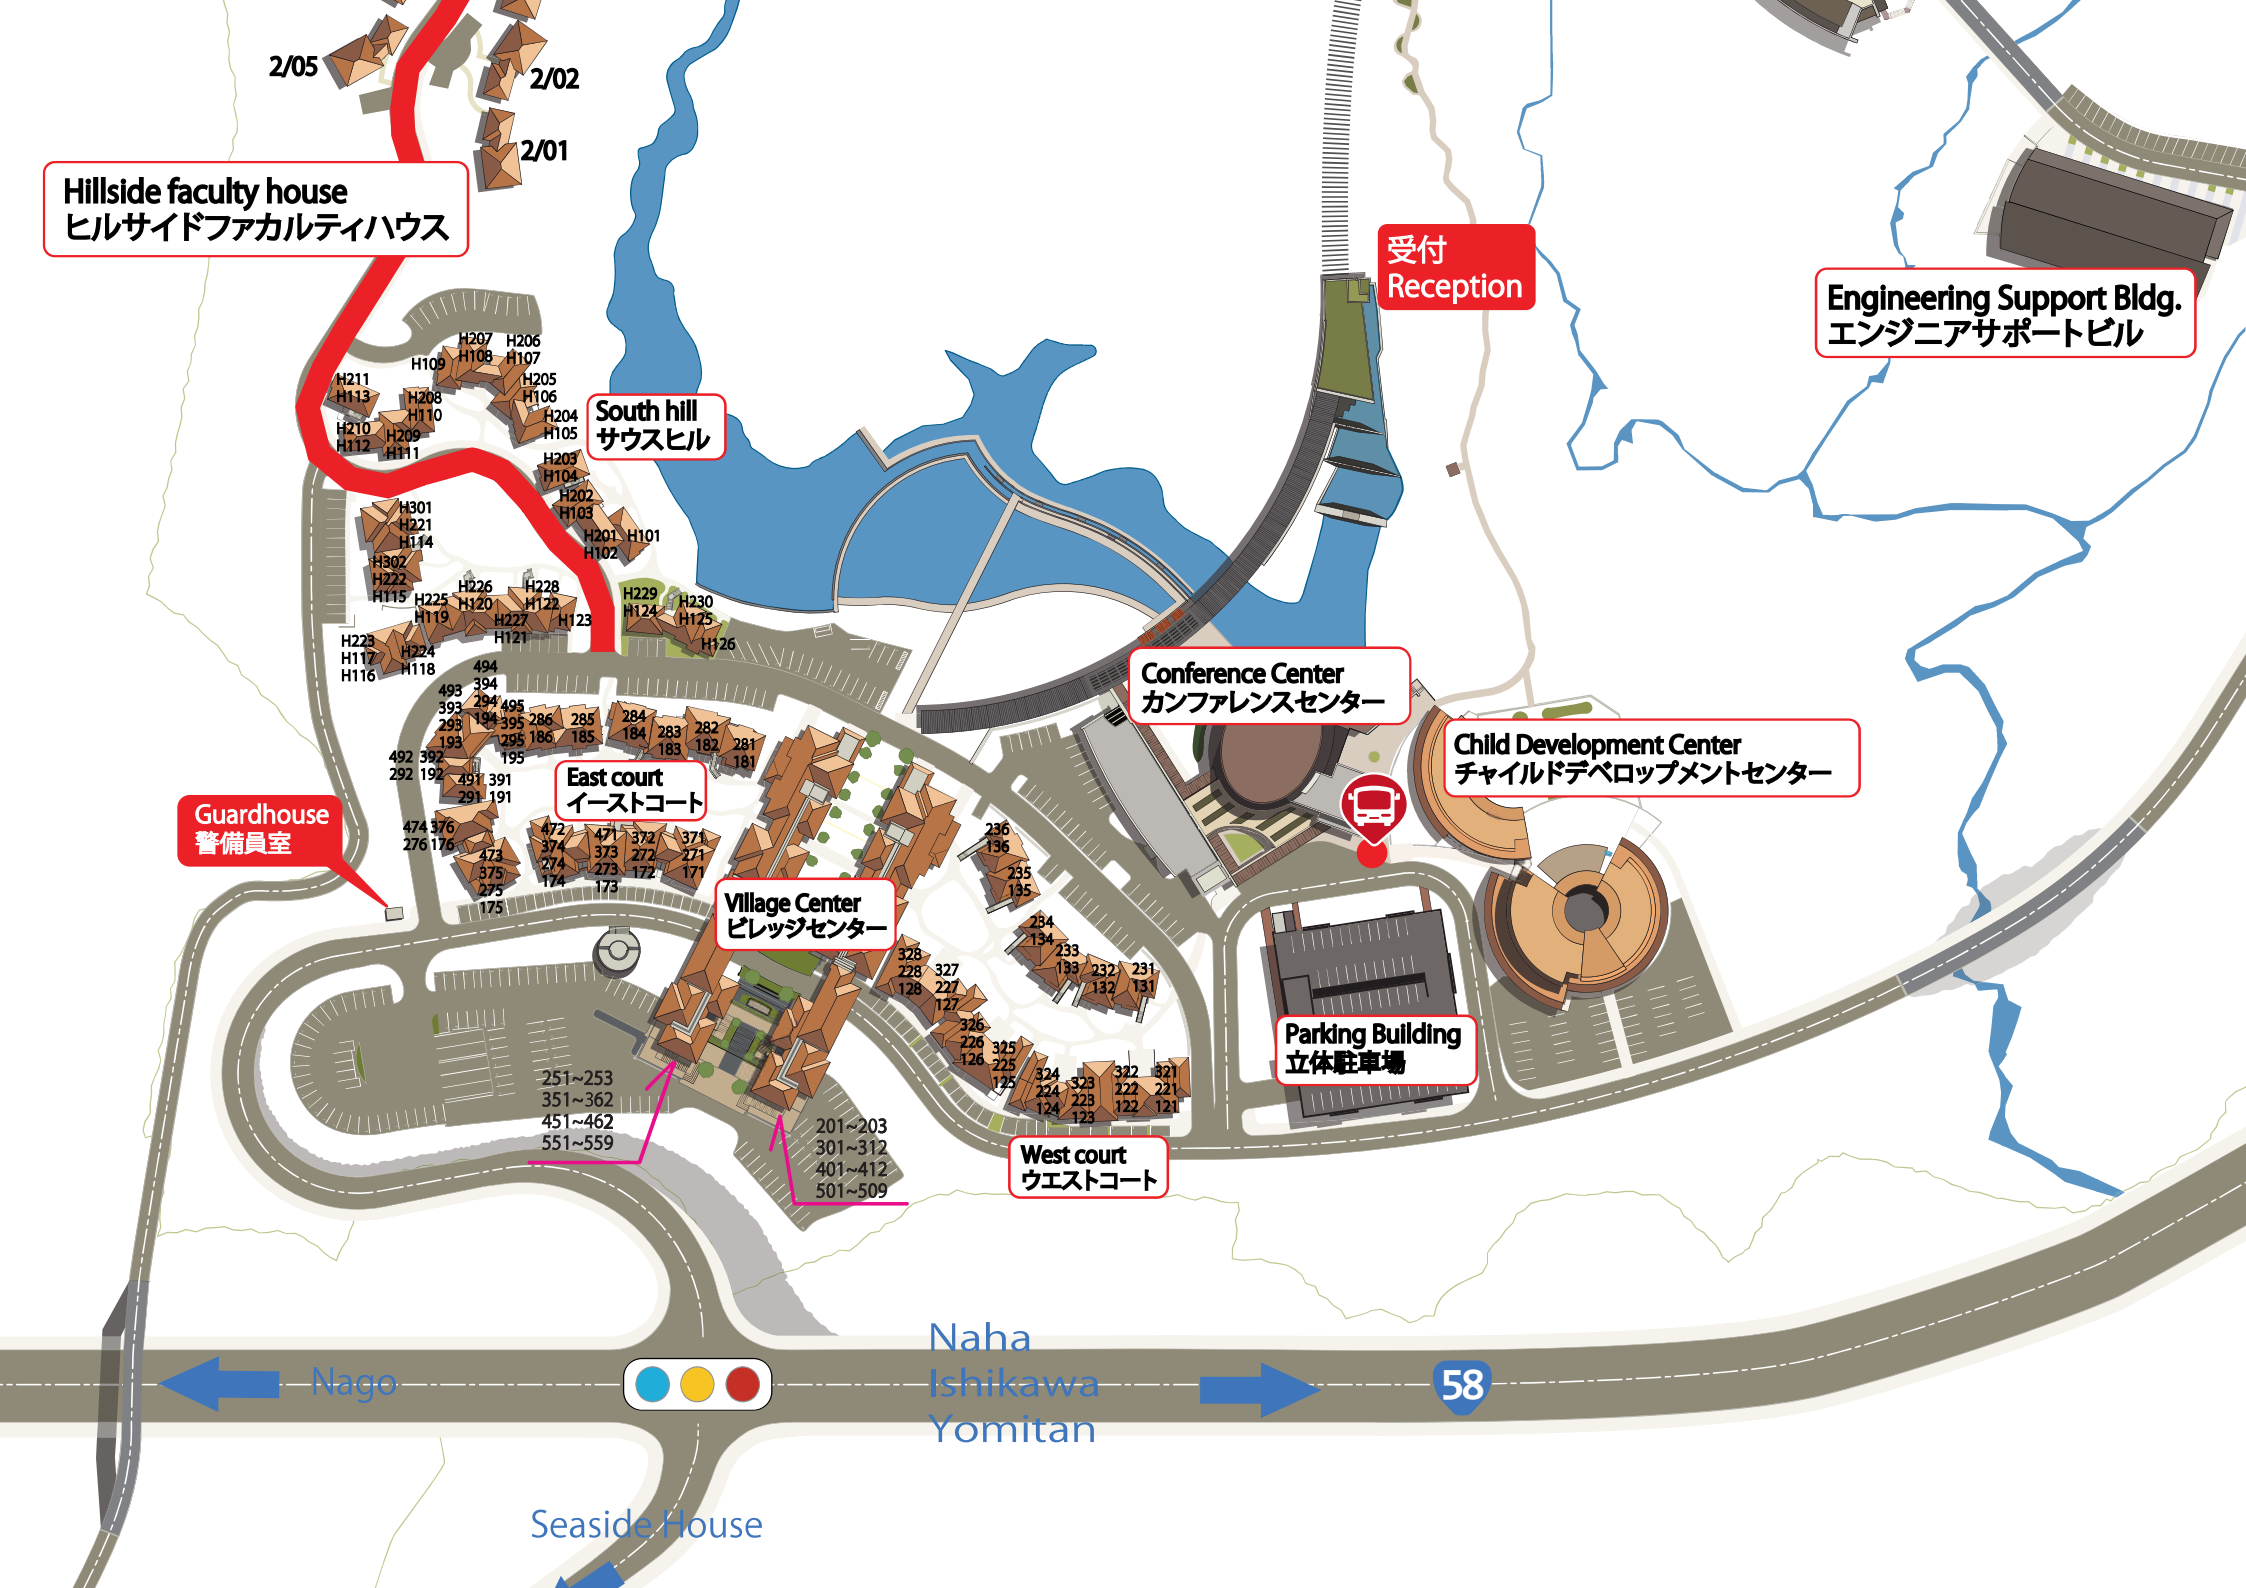 2/05
2/02
2/01
Hillside faculty house
ヒルサイドファカルティハウス
受付
Reception
Engineering Support Bldg.
エンジニアサポートビル
H207
H108
H206
H107
H109
H205
H106
H211
H113
H208
H110
H204
H105
H210
H112
H209
H111
South hill
サウスヒル
H203
H104
H202
H103
H201
H102
H101
H301
H221
H114
H302
H222
H115
H226
H120
H228
H122
H225
H119
H227
H121
H123
H229
H124
H230
H125
H126
H223
H117
H116
H224
H118
494
394
294
194
493
393
293
193
495
395
295
195
286
186
285
185
284
184
283
183
282
182
281
181
492 392
292 192
491 391
291 191
East court
イーストコート
Conference Center
カンファレンスセンター
Child Development Center
チャイルドデベロップメントセンター
Guardhouse
警備員室
474 376
276 176
473
375
275
175
472
374
274
174
471
373
273
173
372
272
172
371
271
171
236
136
235
135
Village Center
ビレッジセンター
234
134
233
133
232
132
231
131
328
228
128
327
227
127
326
226
126
325
225
125
324
224
124
323
223
123
322
222
122
321
221
121
Parking Building
立体駐車場
251~253
351~362
451~462
551~559
201~203
301~312
401~412
501~509
West court
ウエストコート
Nago
Naha
Ishikawa
Yomitan
58
Seaside House